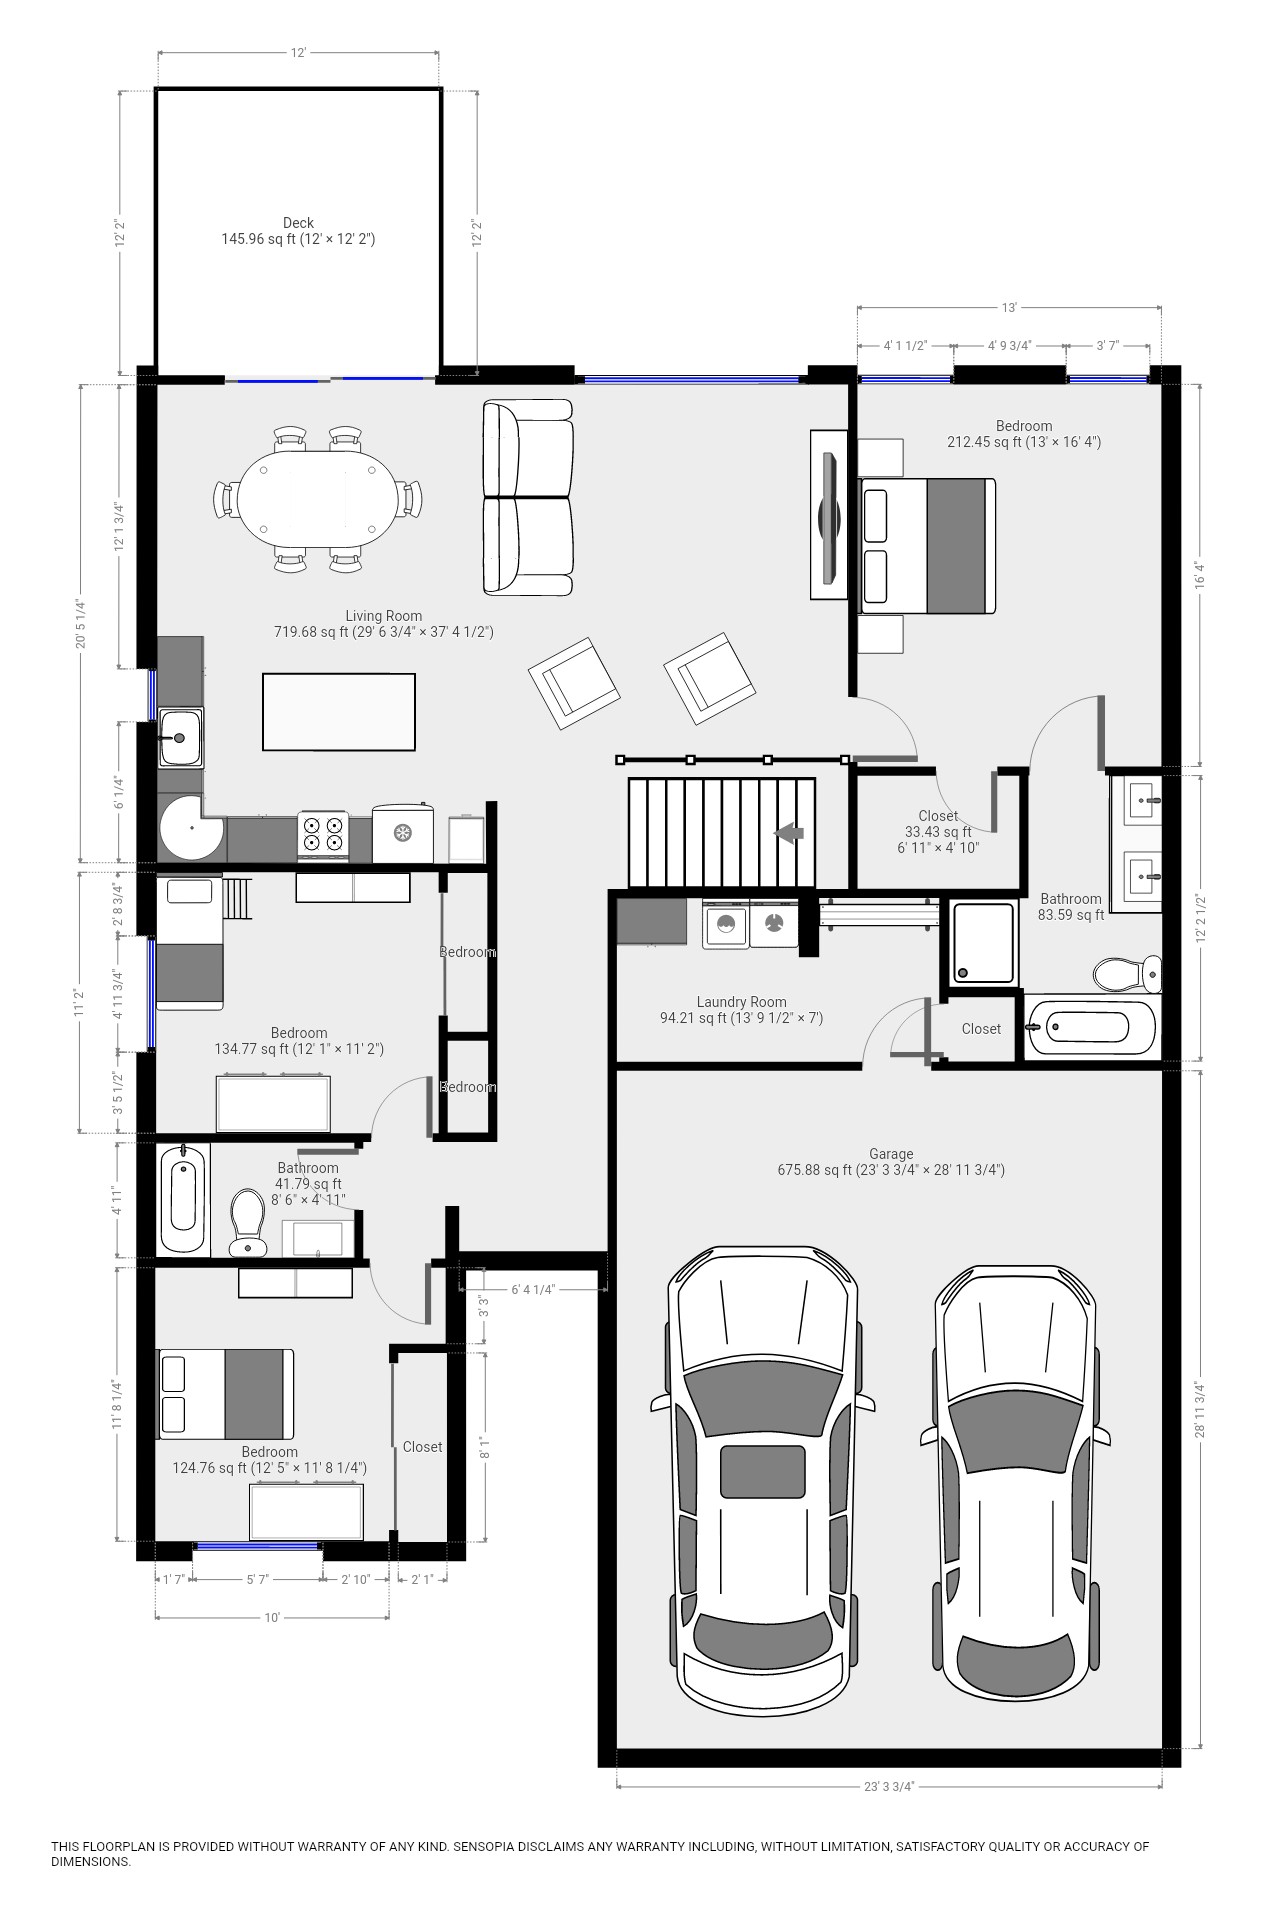 12'
12' 2"
12' 2"
Deck
145.96 sq ft (12' × 12' 2")
13'
4' 1 1/2"
4' 9 3/4"
3' 7"
Bedroom
212.45 sq ft (13' × 16' 4")
12' 1 3/4"
20' 5 1/4"
16' 4"
Living Room
719.68 sq ft (29' 6 3/4" × 37' 4 1/2")
6' 1/4"
Closet
33.43 sq ft
6' 11" × 4' 10"
2' 8 3/4"
Bathroom
83.59 sq ft
12' 2 1/2"
Bedroom
4' 11 3/4"
11' 2"
Laundry Room
94.21 sq ft (13' 9 1/2" × 7')
Closet
Bedroom
134.77 sq ft (12' 1" × 11' 2")
3' 5 1/2"
Bedroom
Garage
675.88 sq ft (23' 3 3/4" × 28' 11 3/4")
Bathroom
41.79 sq ft
8' 6" × 4' 11"
4' 11"
6' 4 1/4"
3' 3"
11' 8 1/4"
28' 11 3/4"
Closet
8' 1"
Bedroom
124.76 sq ft (12' 5" × 11' 8 1/4")
1' 7"
5' 7"
2' 10"
2' 1"
10'
23' 3 3/4"
THIS FLOORPLAN IS PROVIDED WITHOUT WARRANTY OF ANY KIND. SENSOPIA DISCLAIMS ANY WARRANTY INCLUDING, WITHOUT LIMITATION, SATISFACTORY QUALITY OR ACCURACY OF
DIMENSIONS.